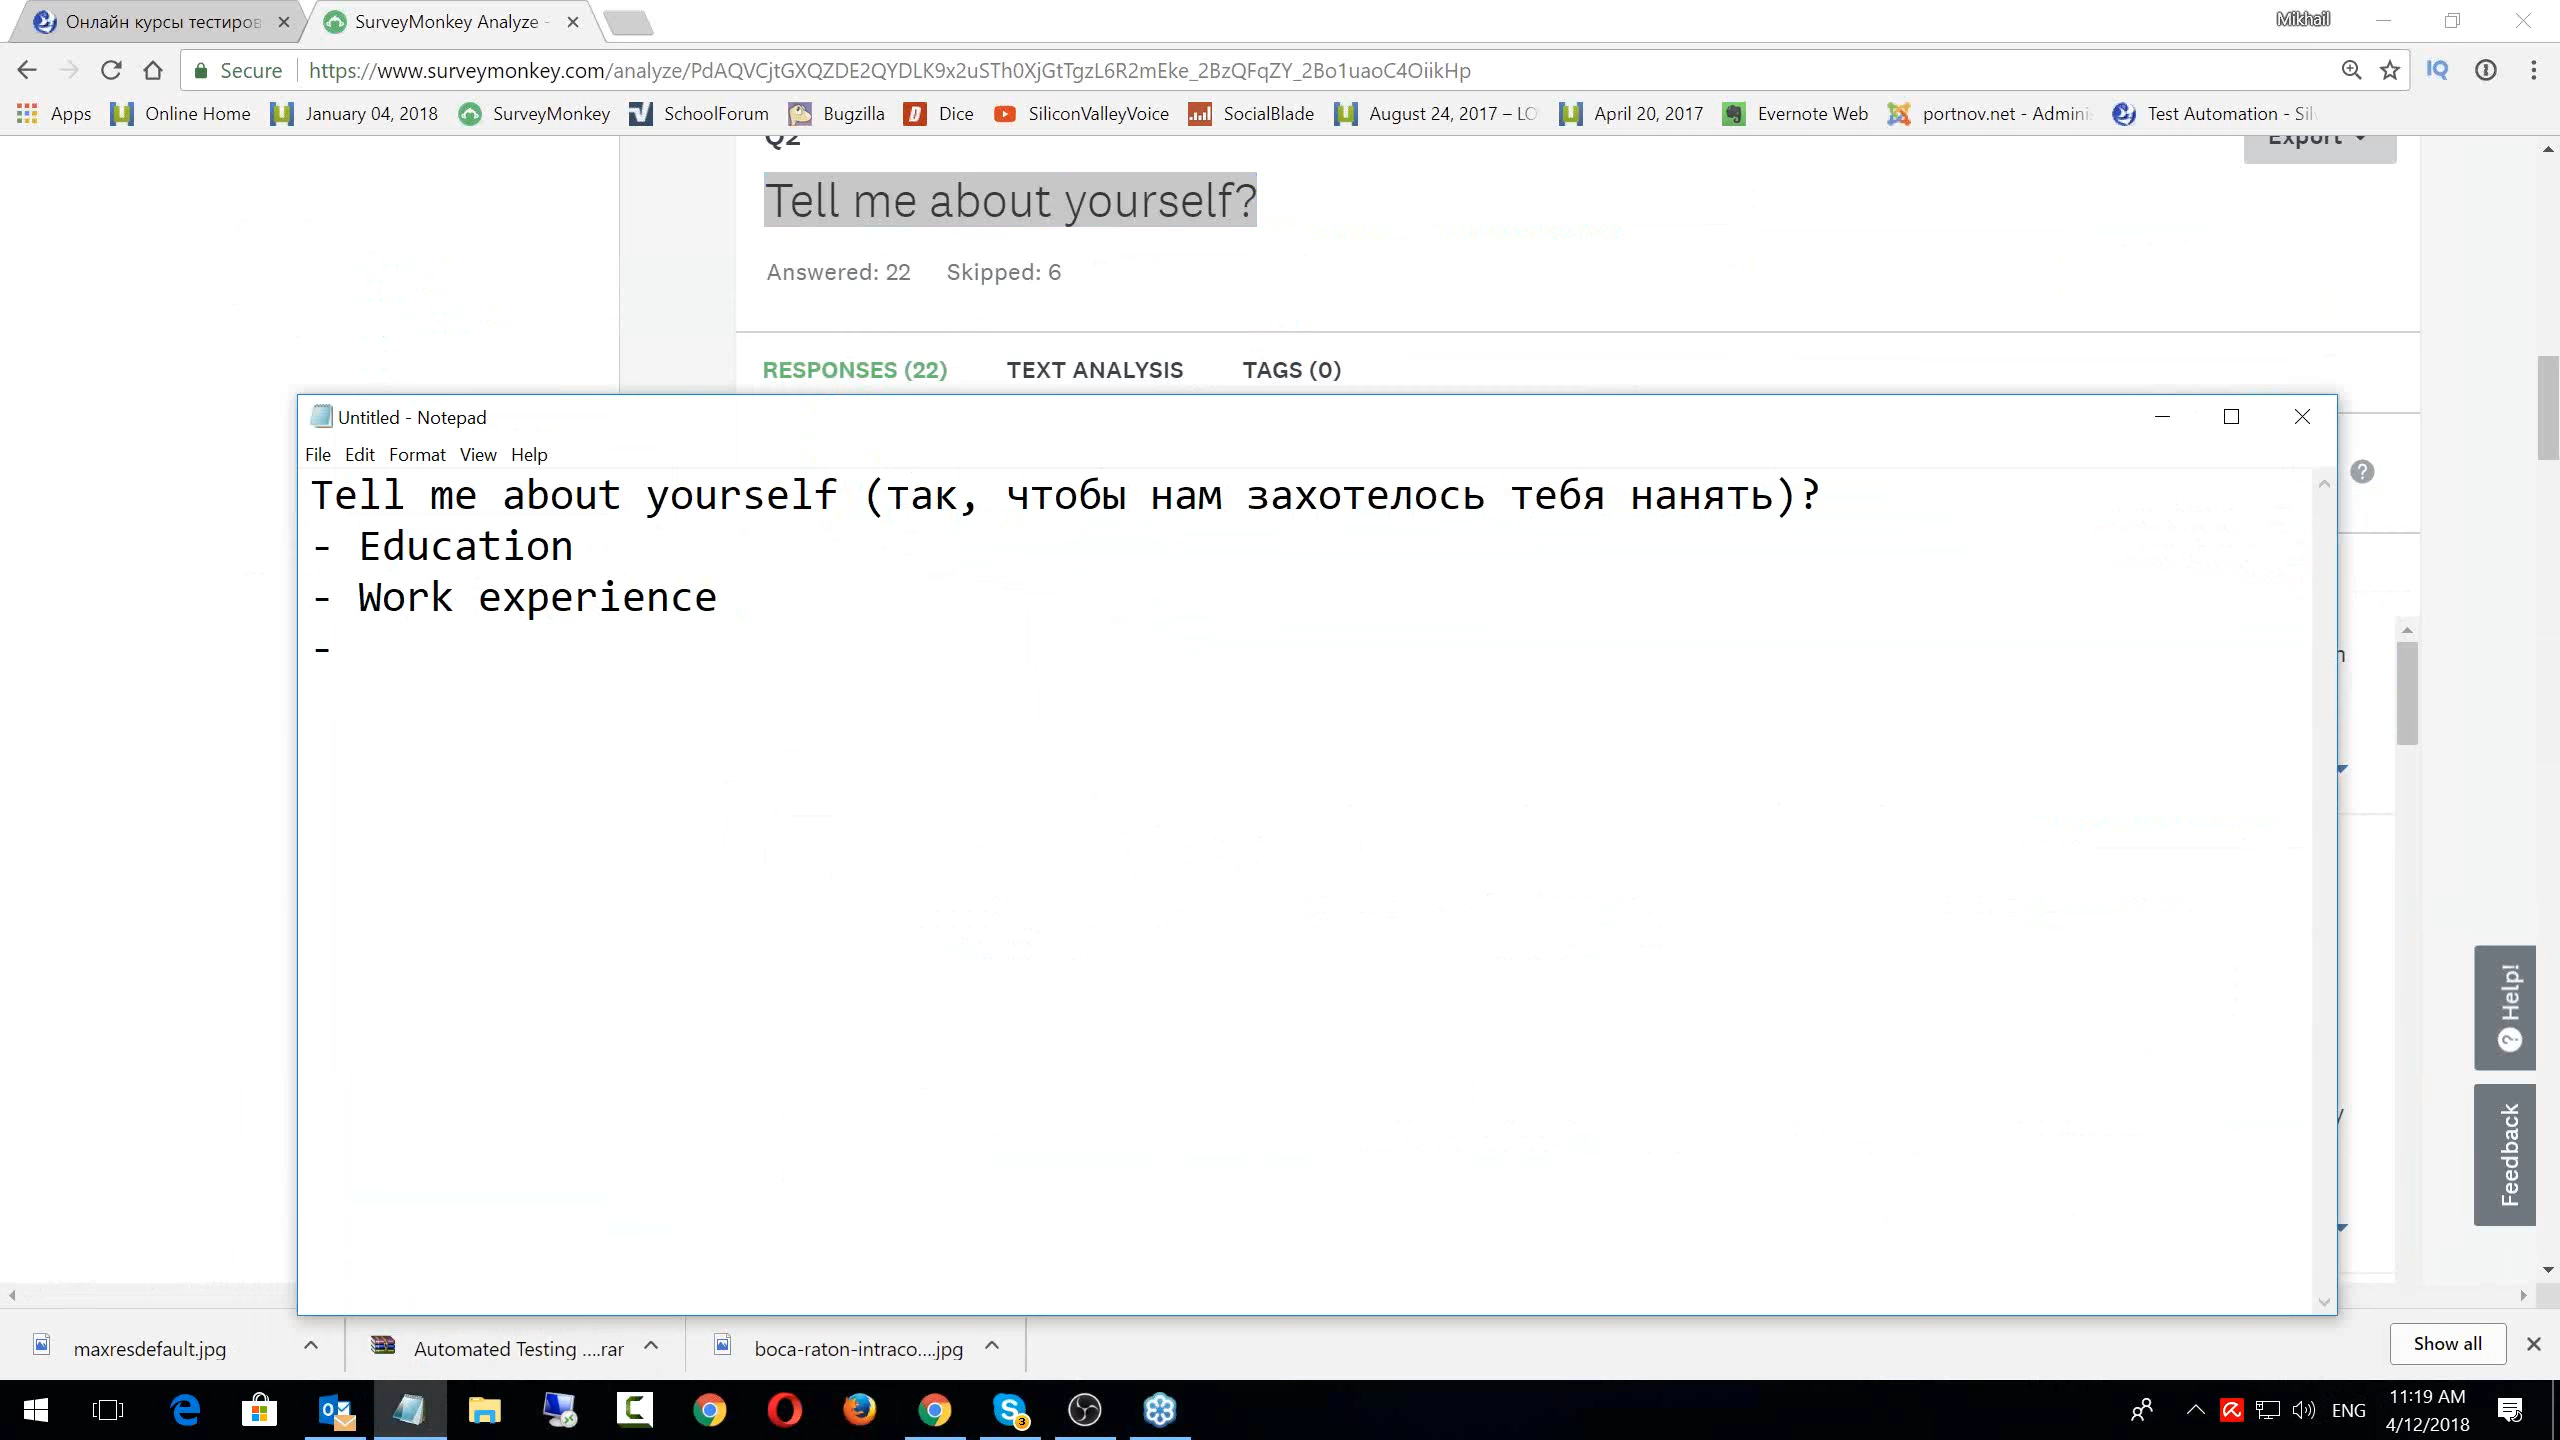 Онлайн курсы тестиров
SurveyMonkey Analyze -
Mikhail
Secure
https://www.surveymonkey.com/analyze/PdAQVCjtGXQZDE2QYDLK9x2uSTh0XjGtTgzL6R2mEke_2BzQFqZY_2Bo1uaoC4OiikHp
Apps Online Home January 04, 2018 SurveyMonkey SchoolForum Bugzilla Dice SiliconValleyVoice SocialBlade August 24, 2017 – LO April 20, 2017 Evernote Web portnov.net - Admini Test Automation - Sil
Q2
Export
Tell me about yourself?
Answered: 22 Skipped: 6
RESPONSES (22) TEXT ANALYSIS TAGS (0)
Untitled - Notepad
File Edit Format View Help
Tell me about yourself (так, чтобы нам захотелось тебя нанять)?
- Education
- Work experience
-
Help!
Feedback
maxresdefault.jpg
Automated Testing ....rar
boca-raton-intraco....jpg
Show all
ENG
11:19 AM
4/12/2018